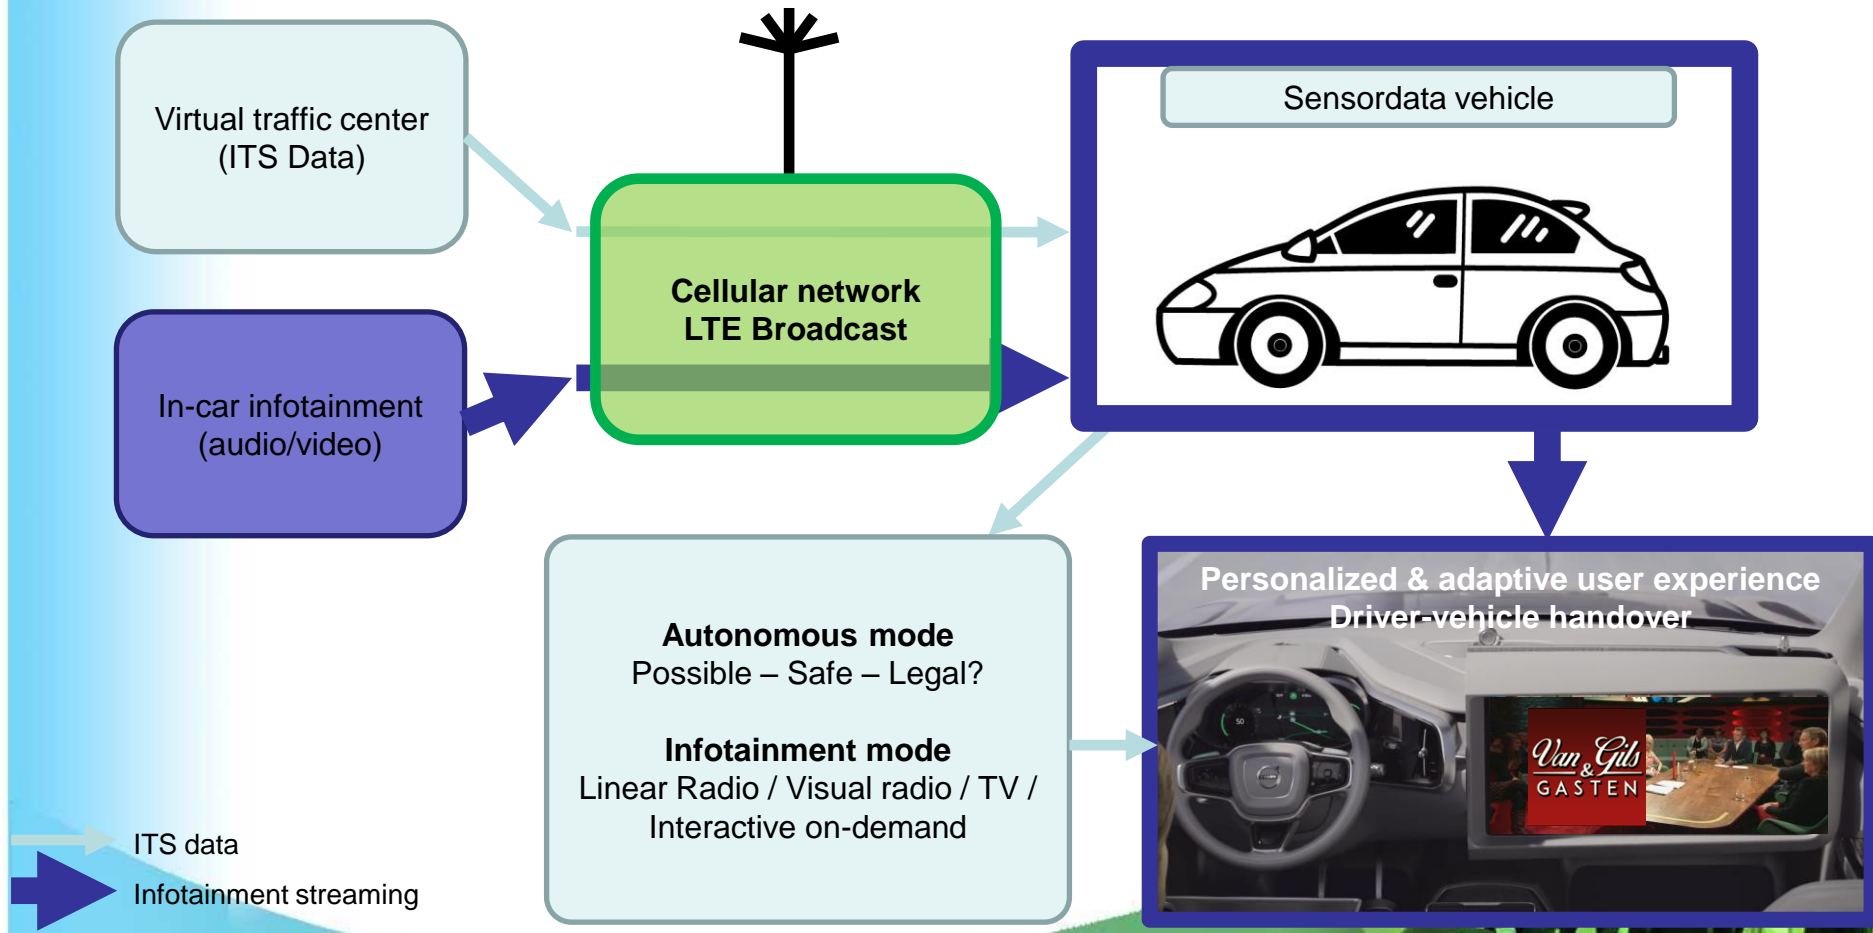 Virtual traffic center
(ITS Data)
Sensordata vehicle
Cellular network
LTE Broadcast
In-car infotainment
(audio/video)
Autonomous mode
Possible – Safe – Legal?
Infotainment mode
Linear Radio / Visual radio / TV /
Interactive on-demand
Personalized & adaptive user experience
Driver-vehicle handover
50
Van Gils
&
GASTEN
ITS data
Infotainment streaming